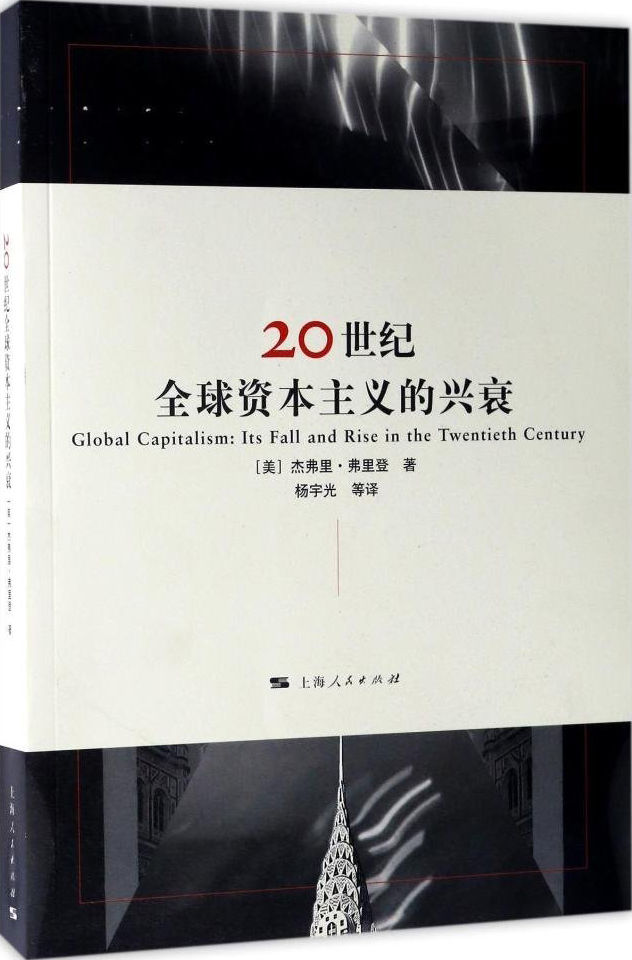 20世纪
全球资本主义的兴衰
Global Capitalism: Its Fall and Rise in the Twentieth Century
[美] 杰弗里·弗里登 著
杨宇光 等译
上海人民出版社
20世纪全球资本主义的兴衰
[美] 杰弗里·弗里登 著
上海人民出版社